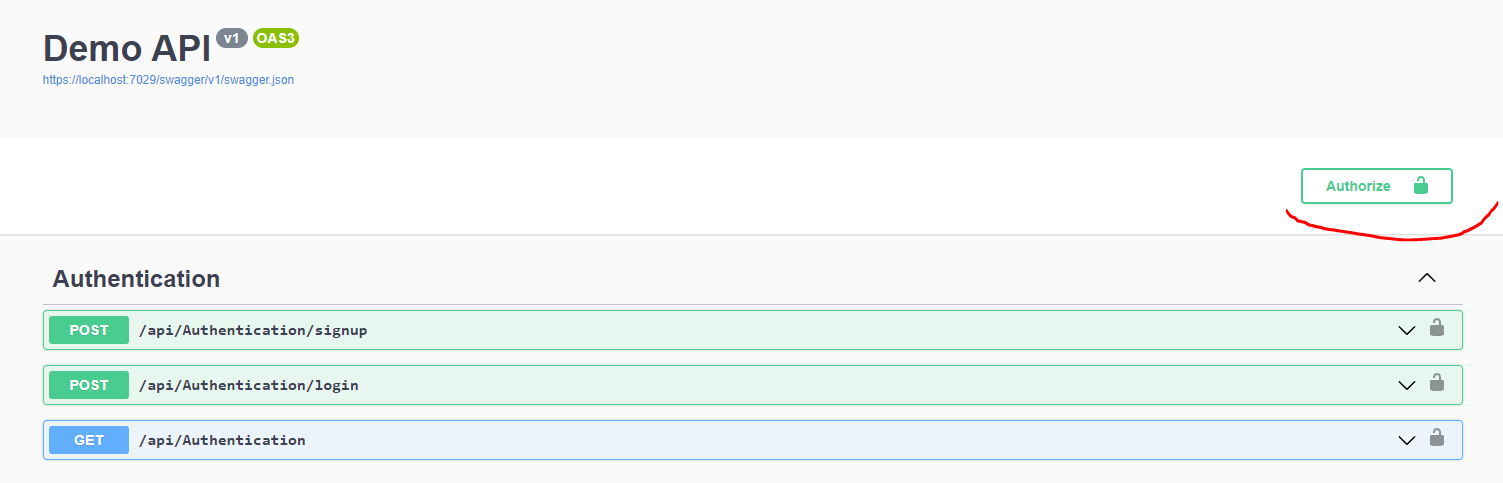 Demo API v1 OAS3
https://localhost:7029/swagger/v1/swagger.json
Authorize
Authentication
POST /api/Authentication/signup
POST /api/Authentication/login
GET /api/Authentication